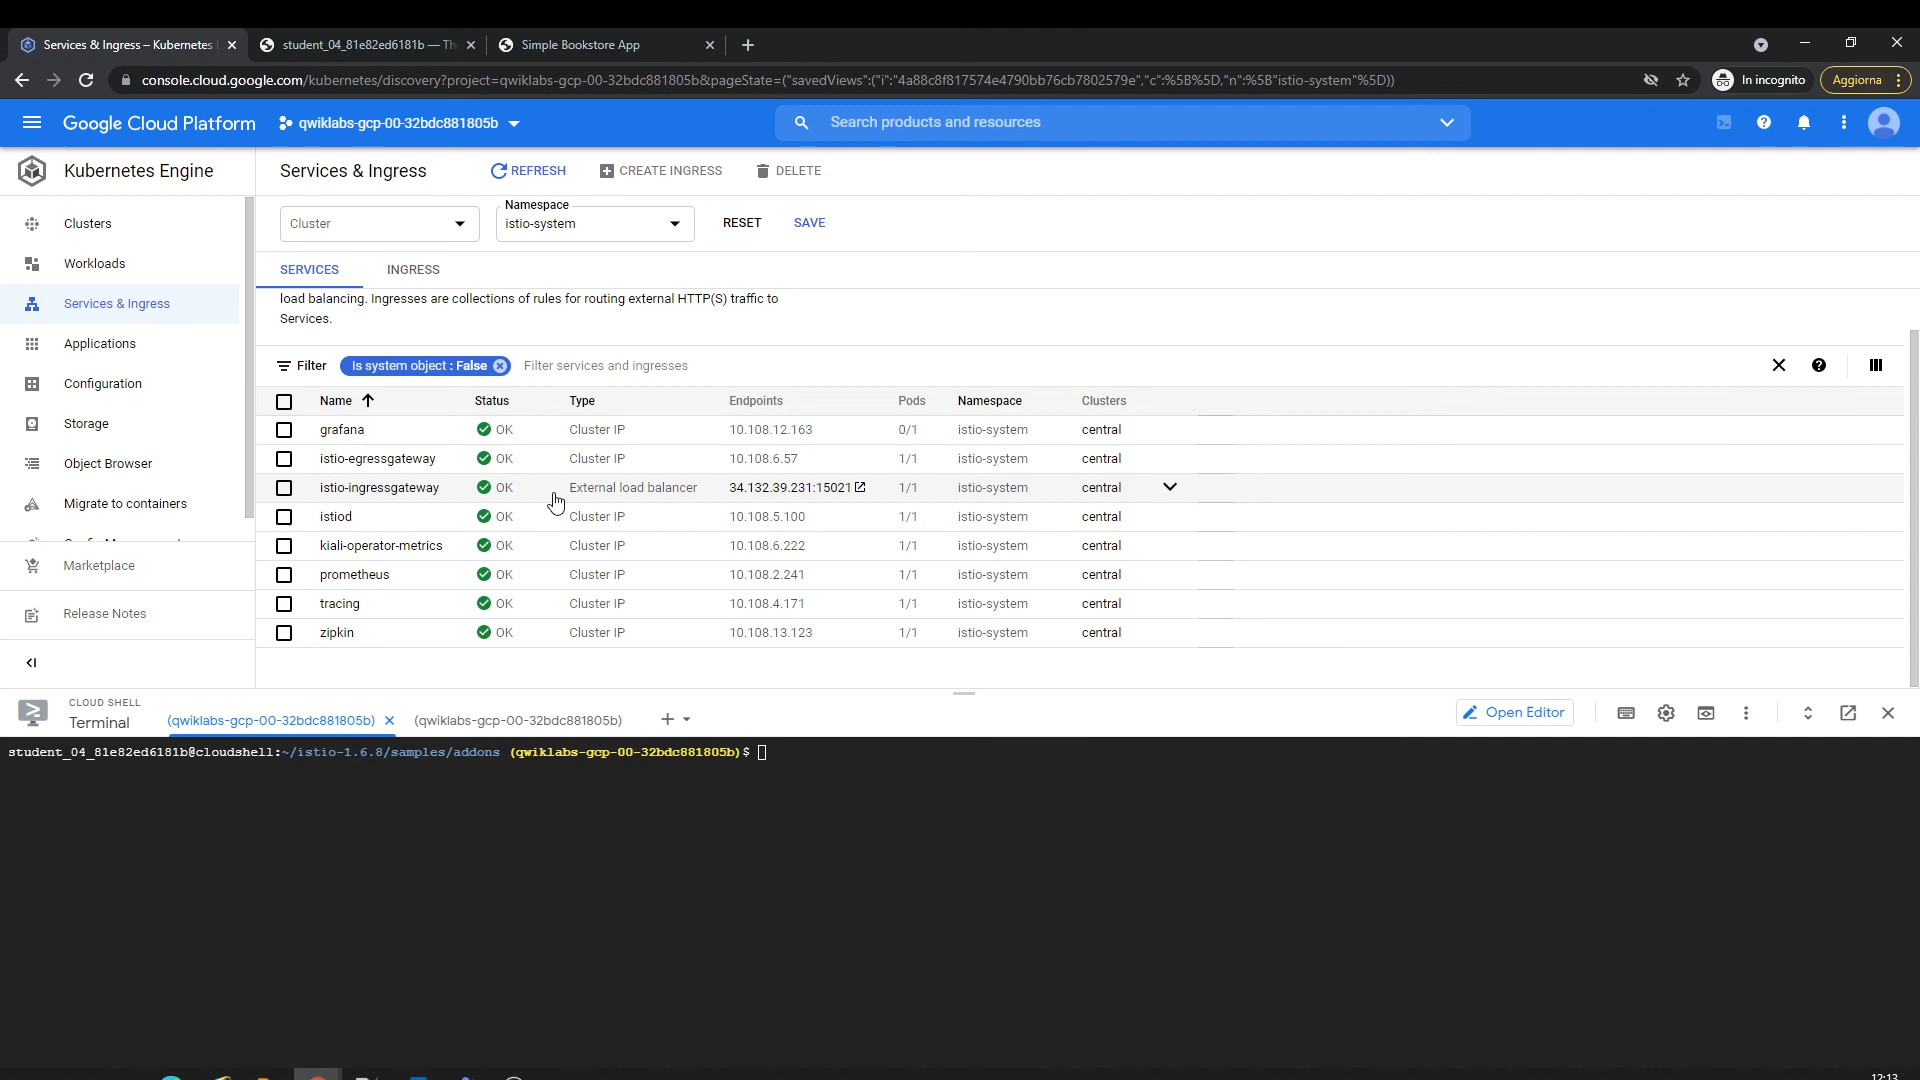 Services & Ingress – Kubernetes
student_04_81e82ed6181b — Th
Simple Bookstore App
console.cloud.google.com/kubernetes/discovery?project=qwiklabs-gcp-00-32bdc881805b&pageState=("savedViews":("i":"4a88c8f817574e4790bb76cb7802579e","c":%5B%5D,"n":%5B"istio-system"%5D))
In incognito
Aggiorna
Google Cloud Platform
qwiklabs-gcp-00-32bdc881805b
Search products and resources
Kubernetes Engine
Services & Ingress
REFRESH
CREATE INGRESS
DELETE
Clusters
Workloads
Services & Ingress
Applications
Configuration
Storage
Object Browser
Migrate to containers
Marketplace
Release Notes
Cluster
Namespace
istio-system
RESET
SAVE
SERVICES
INGRESS
load balancing. Ingresses are collections of rules for routing external HTTP(S) traffic to
Services.
Filter
Is system object : False
Filter services and ingresses
Name Status Type Endpoints Pods Namespace Clusters
grafana OK Cluster IP 10.108.12.163 0/1 istio-system central
istio-egressgateway OK Cluster IP 10.108.6.57 1/1 istio-system central
istio-ingressgateway OK External load balancer 34.132.39.231:15021 1/1 istio-system central
istiod OK Cluster IP 10.108.5.100 1/1 istio-system central
kiali-operator-metrics OK Cluster IP 10.108.6.222 1/1 istio-system central
prometheus OK Cluster IP 10.108.2.241 1/1 istio-system central
tracing OK Cluster IP 10.108.4.171 1/1 istio-system central
zipkin OK Cluster IP 10.108.13.123 1/1 istio-system central
CLOUD SHELL
Terminal
(qwiklabs-gcp-00-32bdc881805b)
(qwiklabs-gcp-00-32bdc881805b)
Open Editor
student_04_81e82ed6181b@cloudshell:~/istio-1.6.8/samples/addons (qwiklabs-gcp-00-32bdc881805b)$
12:13